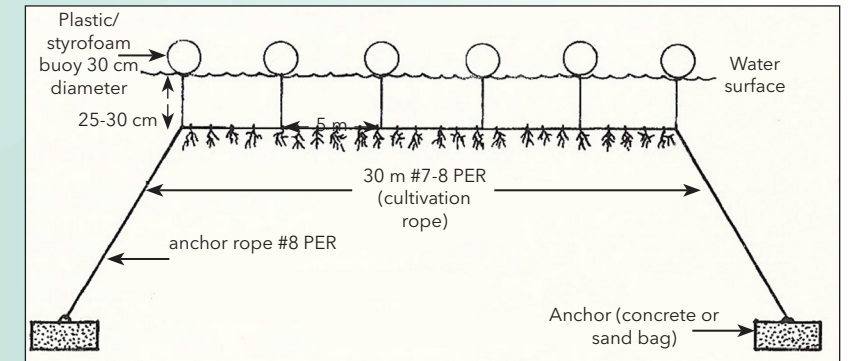 Plastic/
styrofoam
buoy 30 cm
diameter
Water
surface
25-30 cm
5 m
30 m #7-8 PER
(cultivation
rope)
anchor rope #8 PER
Anchor (concrete or
sand bag)